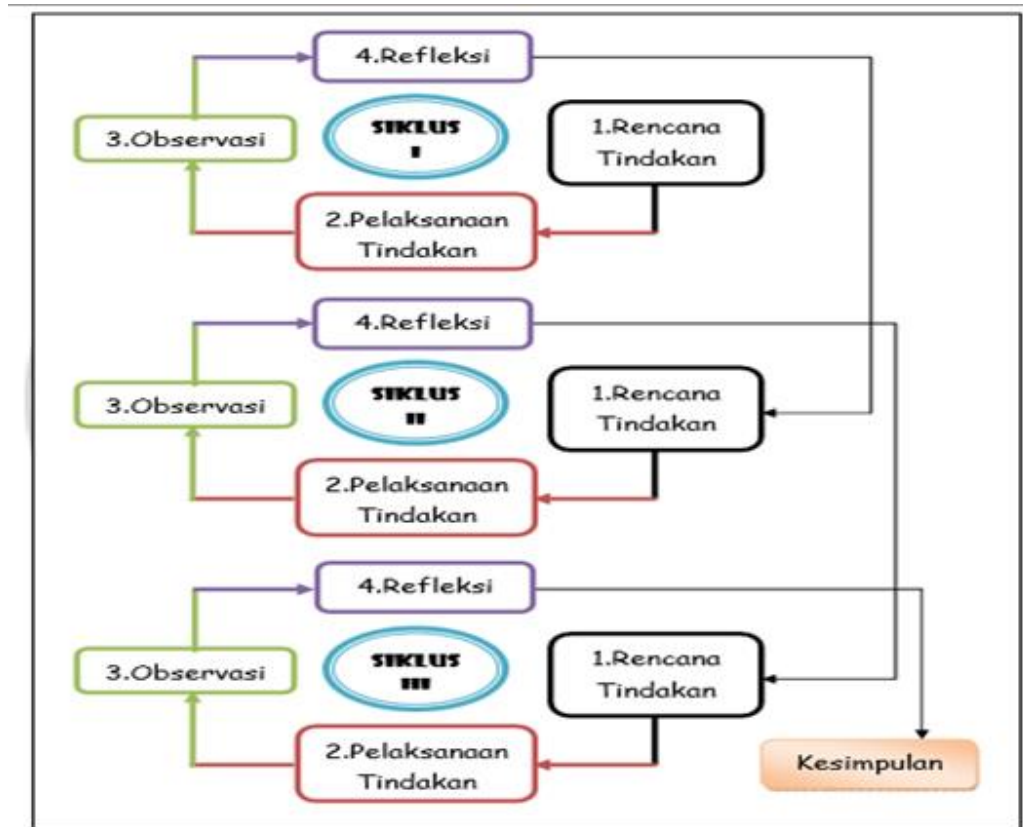 4.Refleksi
SIKLUS
I
1.Rencana
Tindakan
3.Observasi
2.Pelaksanaan
Tindakan
4.Refleksi
SIKLUS
II
1.Rencana
Tindakan
3.Observasi
2.Pelaksanaan
Tindakan
4.Refleksi
SIKLUS
III
1.Rencana
Tindakan
3.Observasi
2.Pelaksanaan
Tindakan
Kesimpulan